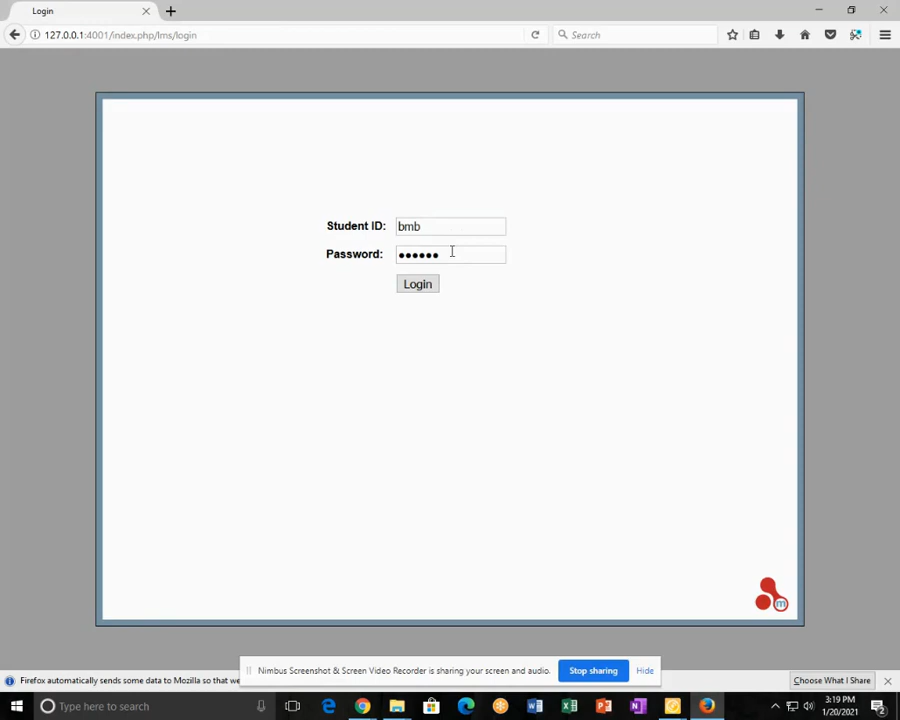 Login
127.0.0.1:4001/index.php/lms/login
Search
Student ID: bmb
Password: ••••••
Login
m
Nimbus Screenshot & Screen Video Recorder is sharing your screen and audio. Stop sharing Hide
Firefox automatically sends some data to Mozilla so that we
Choose What I Share
Type here to search
3:19 PM
1/20/2021
2